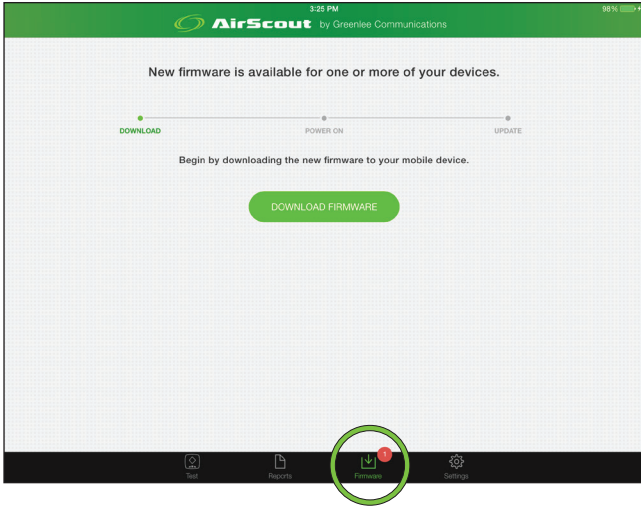 3:25 PM
98%
AirScout by Greenlee Communications
New firmware is available for one or more of your devices.
DOWNLOAD
POWER ON
UPDATE
Begin by downloading the new firmware to your mobile device.
DOWNLOAD FIRMWARE
1
Test
Reports
Firmware
Settings